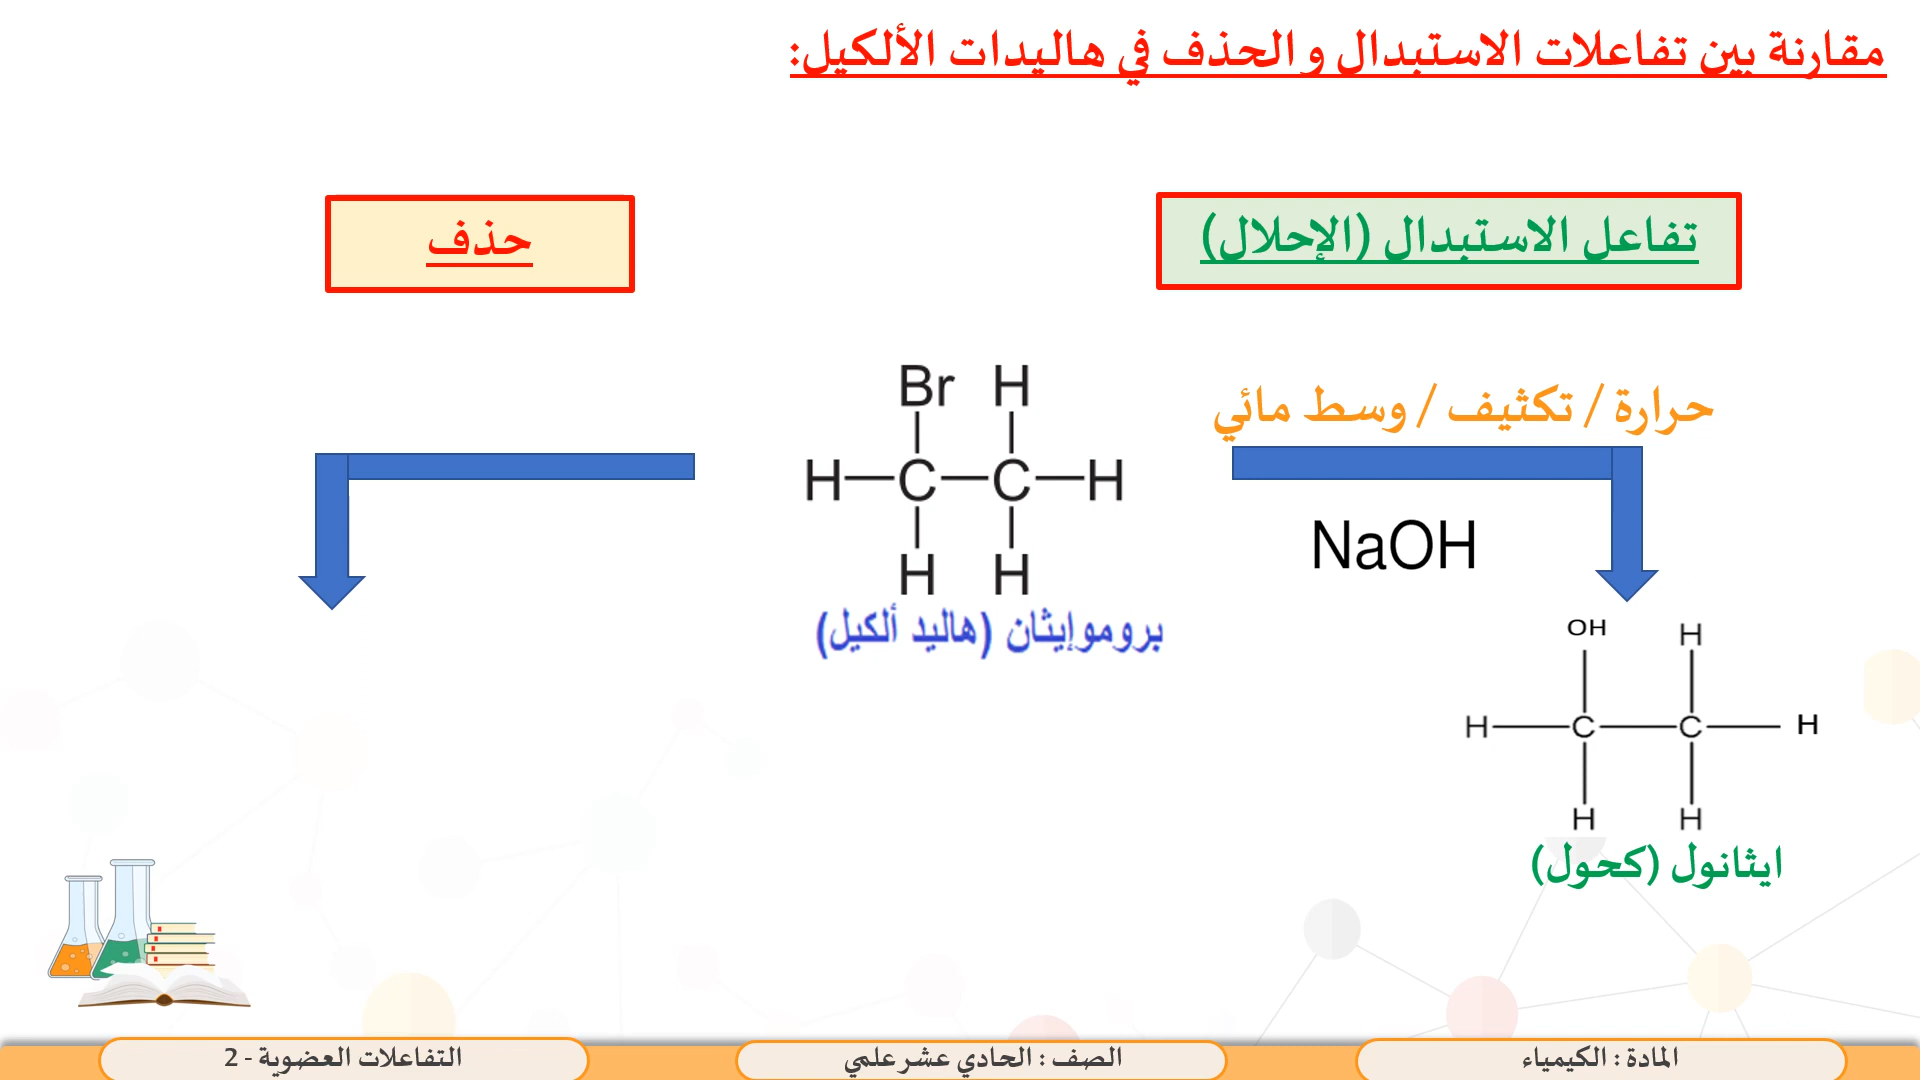 مقارنة بين تفاعلات الاستبدال و الحذف في هاليدات الألكيل:
تفاعل الاستبدال (الإحلال)
حذف
حرارة / تكثيف / وسط مائي
NaOH
Br H
H C C H
H H
بروموإيثان (هاليد ألكيل)
OH H
H C C H
H H
ايثانول (كحول)
المادة : الكيمياء
الصف : الحادي عشر علمي
التفاعلات العضوية - 2